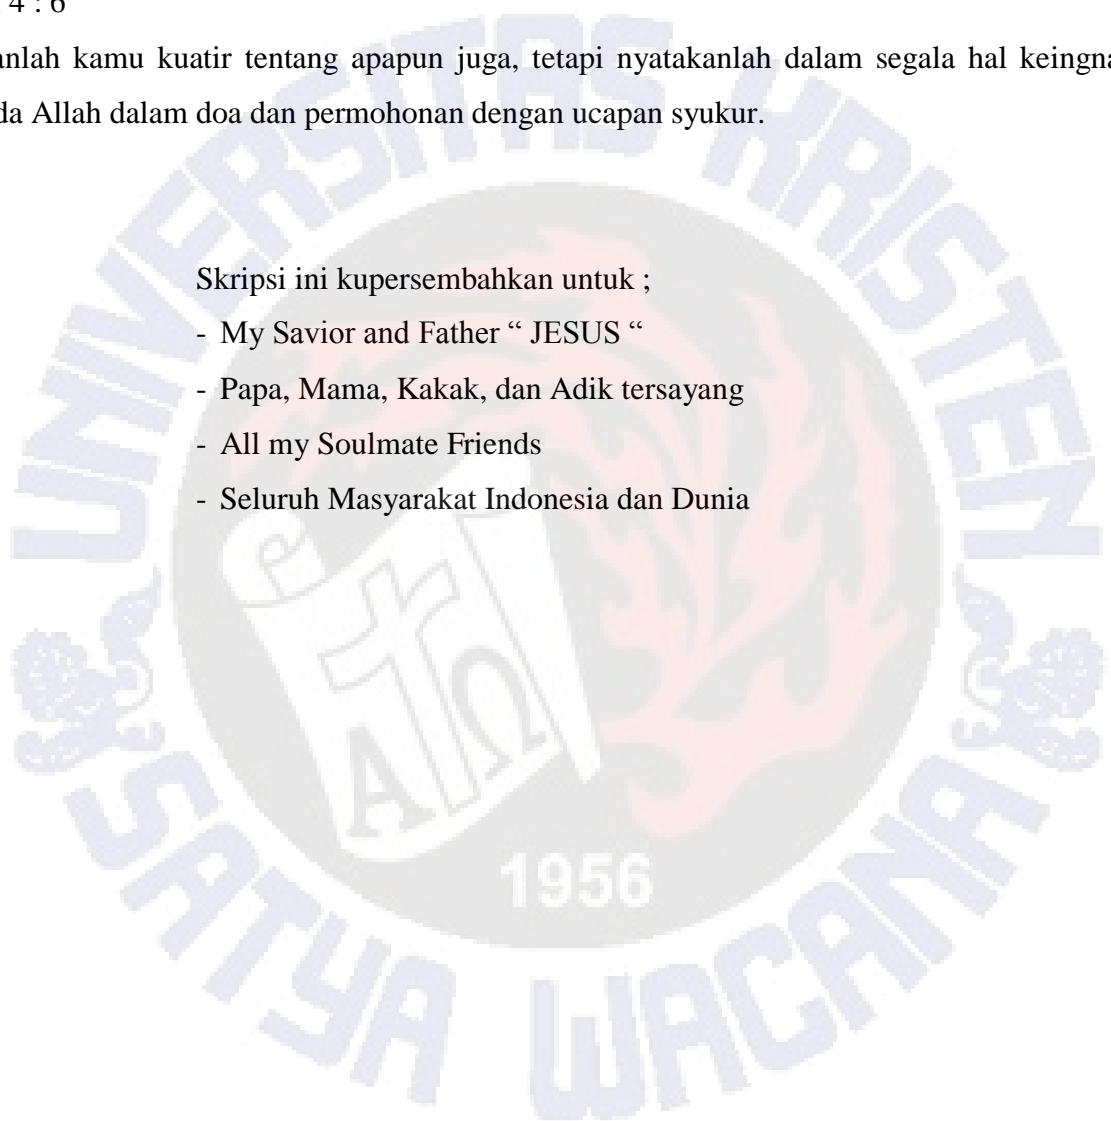 4 : 6
anlah kamu kuatir tentang apapun juga, tetapi nyatakanlah dalam segala hal keingna
da Allah dalam doa dan permohonan dengan ucapan syukur.
Skripsi ini kupersembahkan untuk ;
- My Savior and Father “ JESUS “
- Papa, Mama, Kakak, dan Adik tersayang
- All my Soulmate Friends
- Seluruh Masyarakat Indonesia dan Dunia
UNIVERSITAS KRISTEN
SATYA WACANA
Α Ω
1956